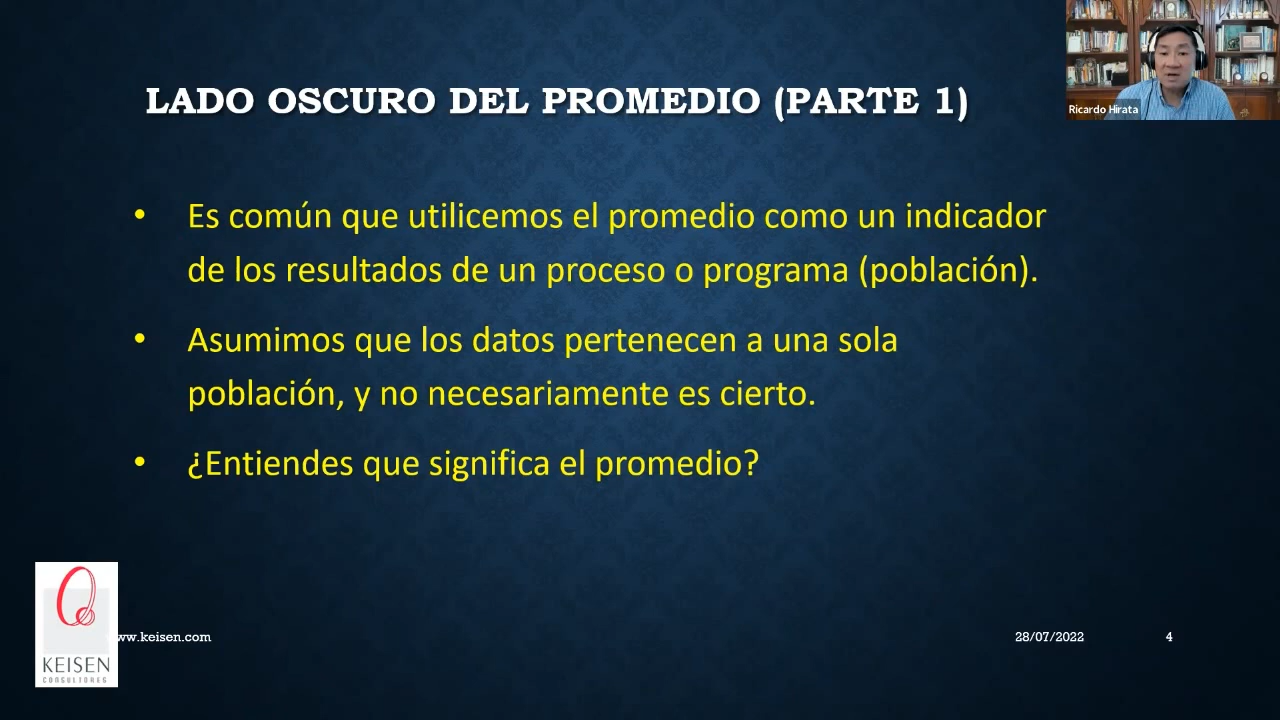 LADO OSCURO DEL PROMEDIO (PARTE 1)
Ricardo Hirata
• Es común que utilicemos el promedio como un indicador
de los resultados de un proceso o programa (población).
• Asumimos que los datos pertenecen a una sola
población, y no necesariamente es cierto.
• ¿Entiendes que significa el promedio?
www.keisen.com
28/07/2022
4
KEISEN
CONSULTORES